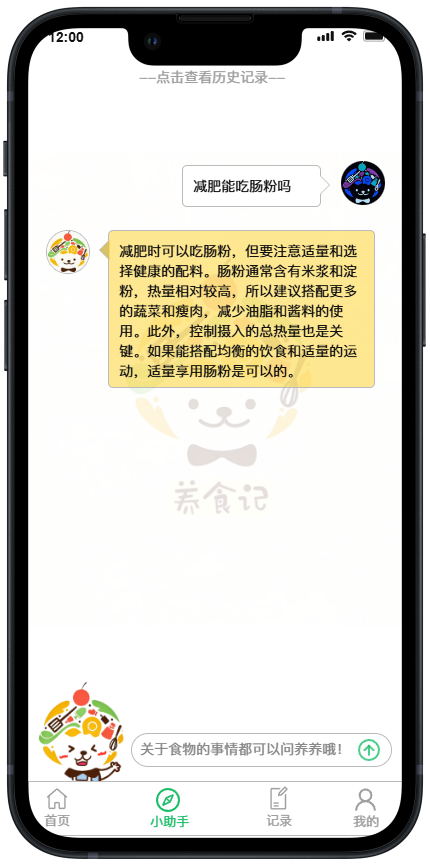 12:00
——点击查看历史记录——
减肥能吃肠粉吗
减肥时可以吃肠粉，但要注意适量和选
择健康的配料。肠粉通常含有米浆和淀
粉，热量相对较高，所以建议搭配更多
的蔬菜和瘦肉，减少油脂和酱料的使
用。此外，控制摄入的总热量也是关
键。如果能搭配均衡的饮食和适量的运
动，适量享用肠粉是可以的。
养食记
关于食物的事情都可以问养养哦！
首页
小助手
记录
我的